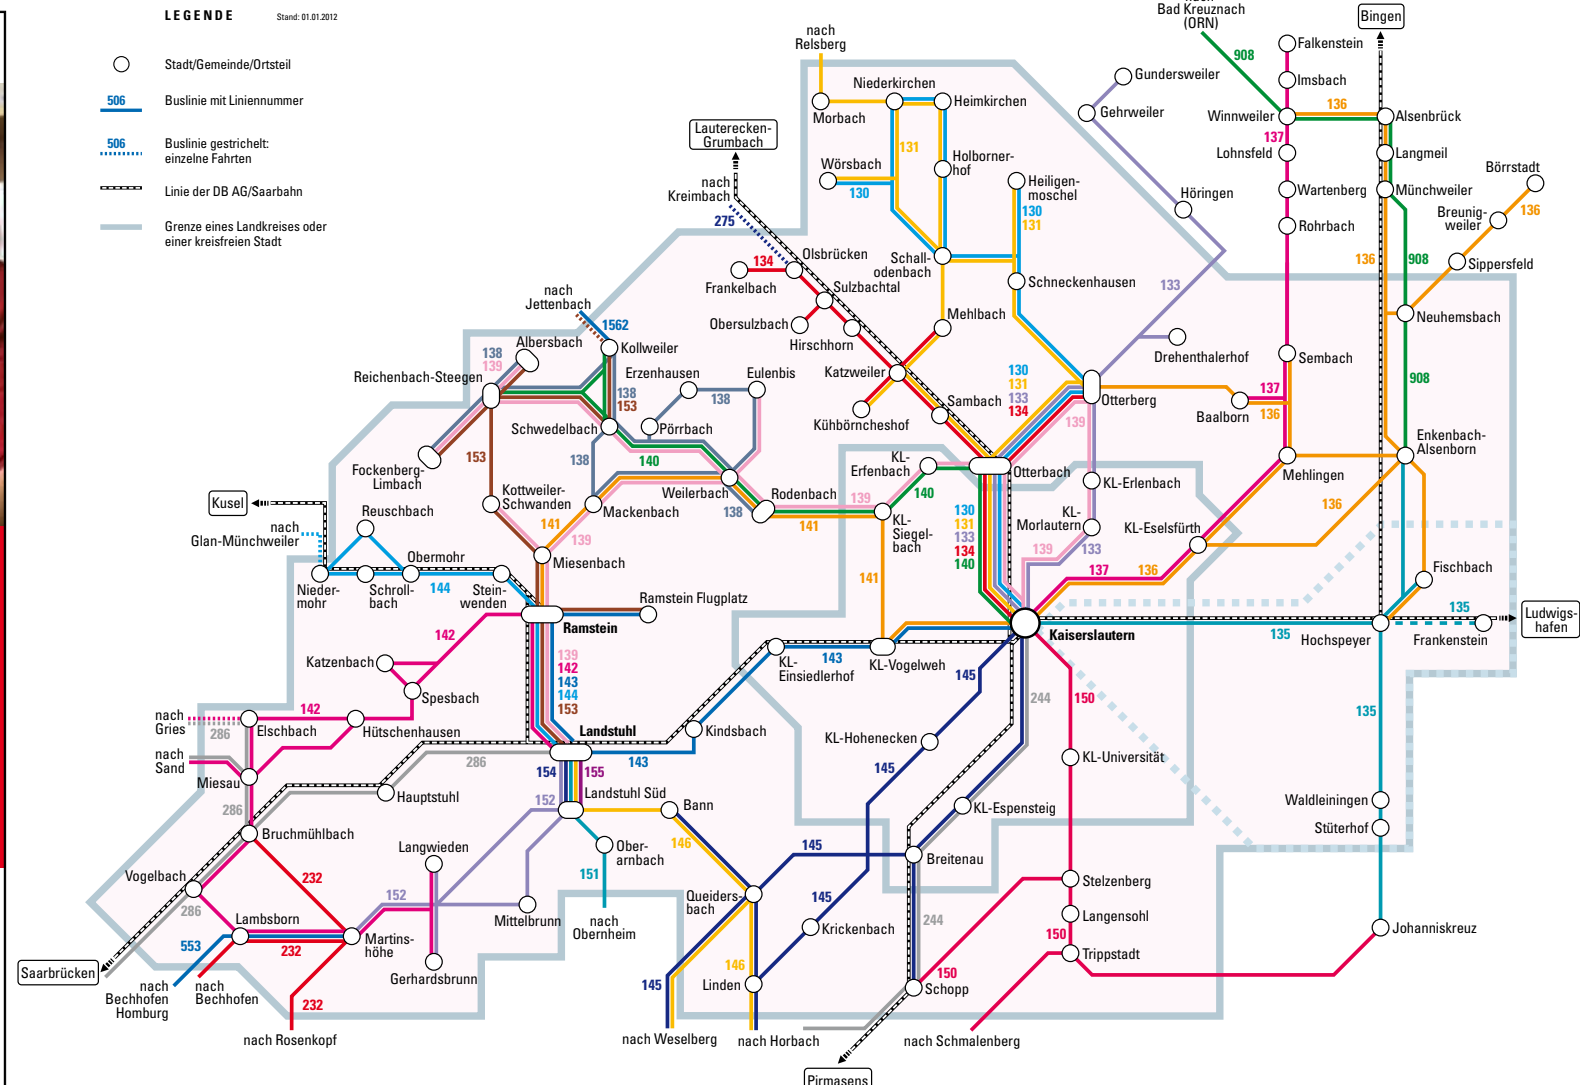 LEGENDE
Stand: 01.01.2012
Stadt/Gemeinde/Ortsteil
506
Buslinie mit Liniennummer
506
Buslinie gestrichelt:
einzelne Fahrten
Linie der DB AG/Saarbahn
Grenze eines Landkreises oder
einer kreisfreien Stadt
Bad Kreuznach
(ORN)
Bingen
908
Falkenstein
Imsbach
Winnweiler
136
Alsenbrück
137
Lohnsfeld
Langmeil
Wartenberg
Münchweiler
Rohrbach
Börrstadt
Breunig-
weiler
136
Sippersfeld
136
908
Neuhemsbach
908
Gundersweiler
Gehrweiler
Höringen
133
Drehenthalerhof
nach
Relsberg
Morbach
Niederkirchen
Heimkirchen
131
Wörsbach
130
Holborner-
hof
Heiligen-
moschel
130
131
Schall-
odenbach
Schneckenhausen
Mehlbach
Lauterecken-
Grumbach
nach
Kreimbach
275
Olsbrücken
134
Frankelbach
Sulzbachtal
Obersulzbach
Hirschhorn
Katzweiler
Kühbörncheshof
Sambach
130
131
133
134
Otterberg
139
Otterbach
Sembach
137
136
Baalborn
Mehlingen
Enkenbach-
Alsenborn
136
nach
Jettenbach
1562
Albersbach
138
139
Kollweiler
Reichenbach-Steegen
138
153
Erzenhausen
Eulenbis
138
Pörrbach
Schwedelbach
140
138
153
Fockenberg-
Limbach
Kottweiler-
Schwanden
141
139
Mackenbach
Weilerbach
138
Rodenbach
141
139
KL-
Erfenbach
140
KL-
Siegel-
bach
141
130
131
133
134
140
KL-Erlenbach
KL-
Morlautern
139
133
KL-Eselsfürth
137
136
Fischbach
Kusel
nach
Glan-Münchweiler
Reuschbach
Obermohr
Nieder-
mohr
Schroll-
bach
144
Stein-
wenden
Miesenbach
Ramstein Flugplatz
Ramstein
142
139
142
143
144
153
Katzenbach
Spesbach
nach
Gries
286
142
Elschbach
Hütschenhausen
nach
Sand
Miesau
286
Hauptstuhl
286
Landstuhl
154
155
143
Kindsbach
KL-
Einsiedlerhof
143
KL-Vogelweh
Kaiserslautern
135
Hochspeyer
135
Frankenstein
Ludwigs-
hafen
135
145
244
150
KL-Hohenecken
145
KL-Universität
KL-Espensteig
Waldleiningen
Stüterhof
Bruchmühlbach
Vogelbach
286
232
Langwieden
152
152
Landstuhl Süd
Bann
146
Ober-
arnbach
151
nach
Obernheim
Mittelbrunn
Lambsborn
553
232
Martins-
höhe
Gerhardsbrunn
Saarbrücken
nach
Bechhofen
Homburg
nach
Bechhofen
232
nach Rosenkopf
Queiders-
bach
145
145
Krickenbach
146
145
Linden
nach Weselberg
nach Horbach
Breitenau
244
Schopp
150
Pirmasens
Stelzenberg
Langensohl
150
Trippstadt
nach Schmalenberg
Johanniskreuz